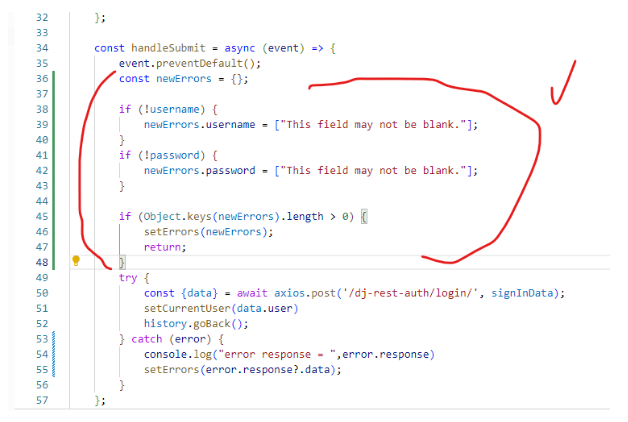 32 };
33
34 const handleSubmit = async (event) => {
35 event.preventDefault();
36 const newErrors = {};
37
38 if (!username) {
39 newErrors.username = ["This field may not be blank."];
40 }
41 if (!password) {
42 newErrors.password = ["This field may not be blank."];
43 }
44
45 if (Object.keys(newErrors).length > 0) {
46 setErrors(newErrors);
47 return;
48 }
49 try {
50 const {data} = await axios.post('/dj-rest-auth/login/', signInData);
51 setCurrentUser(data.user)
52 history.goBack();
53 } catch (error) {
54 console.log("error response = ",error.response)
55 setErrors(error.response?.data);
56 }
57 };